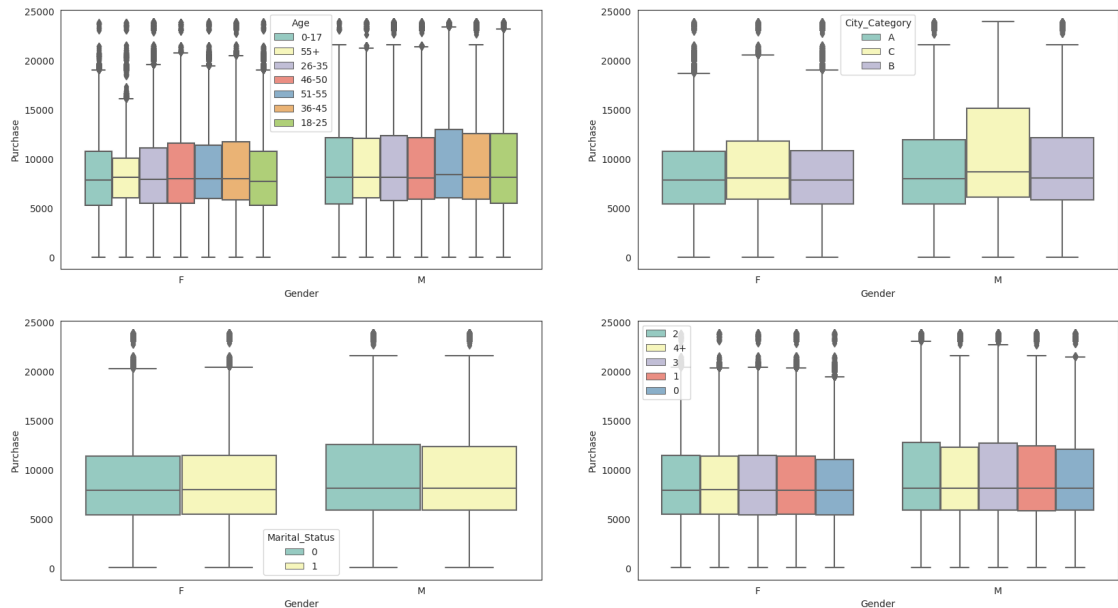 25000
20000
15000
10000
5000
0
Purchase
Age
0-17
55+
26-35
46-50
51-55
36-45
18-25
F
M
Gender
25000
20000
15000
10000
5000
0
Purchase
City_Category
A
C
B
F
M
Gender
25000
20000
15000
10000
5000
0
Purchase
Marital_Status
0
1
F
M
Gender
25000
20000
15000
10000
5000
0
Purchase
2
4+
3
1
0
F
M
Gender